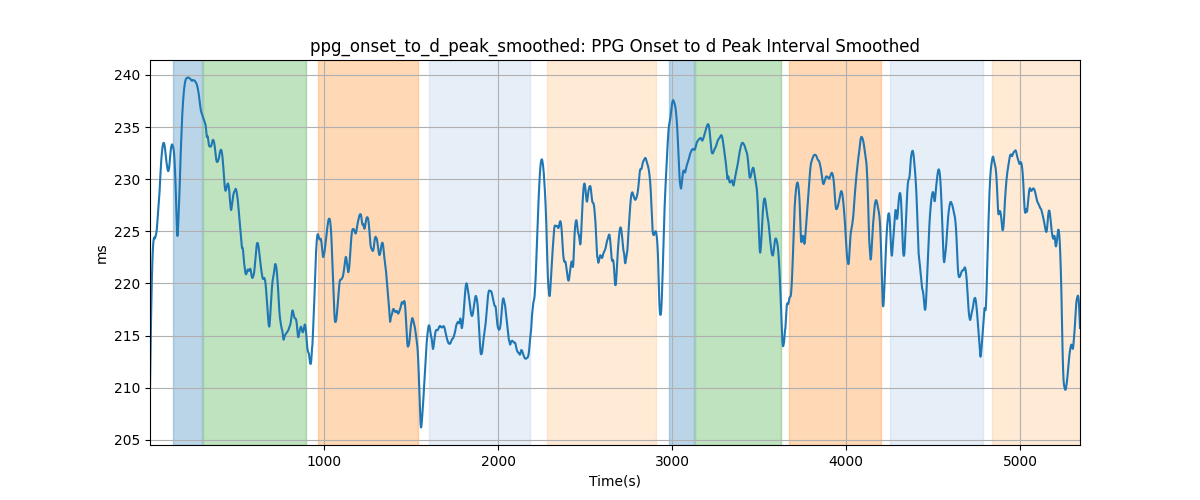 ppg_onset_to_d_peak_smoothed: PPG Onset to d Peak Interval Smoothed
240
235
230
225
220
215
210
205
ms
1000 2000 3000 4000 5000
Time(s)